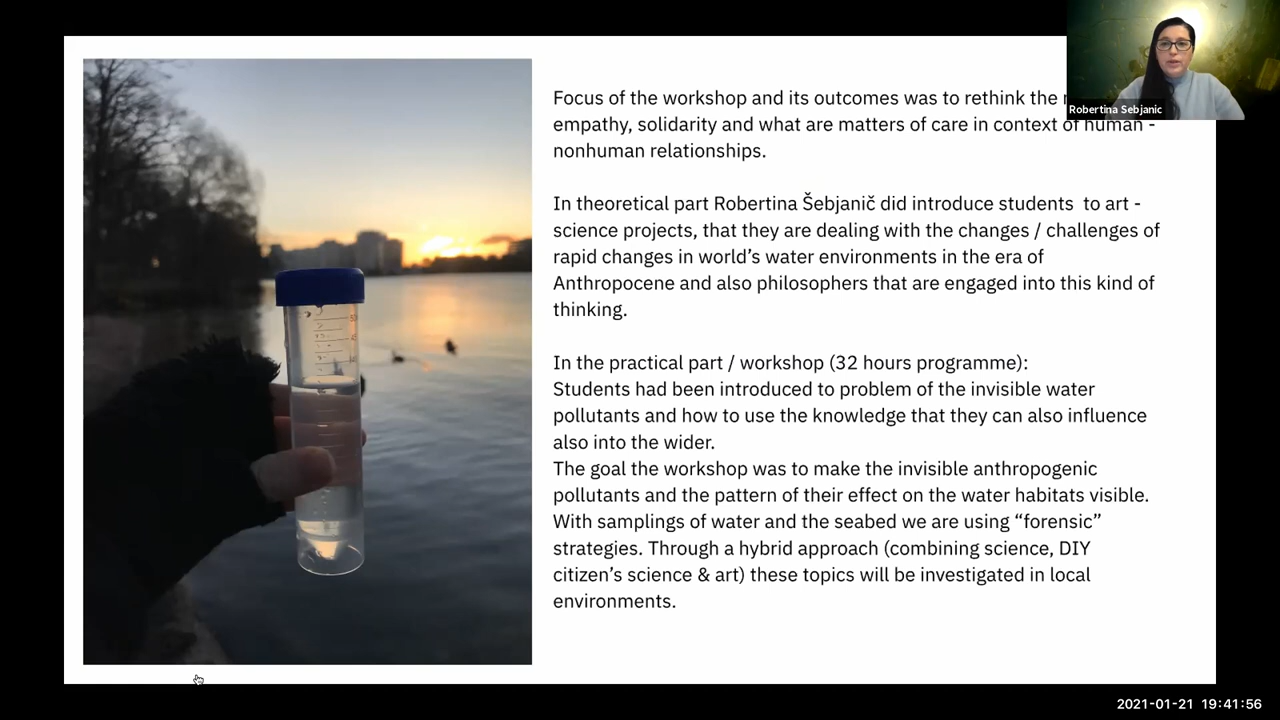 Focus of the workshop and its outcomes was to rethink the
empathy, solidarity and what are matters of care in context of human -
nonhuman relationships.
In theoretical part Robertina Šebjanič did introduce students to art -
science projects, that they are dealing with the changes / challenges of
rapid changes in world’s water environments in the era of
Anthropocene and also philosophers that are engaged into this kind of
thinking.
In the practical part / workshop (32 hours programme):
Students had been introduced to problem of the invisible water
pollutants and how to use the knowledge that they can also influence
also into the wider.
The goal the workshop was to make the invisible anthropogenic
pollutants and the pattern of their effect on the water habitats visible.
With samplings of water and the seabed we are using “forensic”
strategies. Through a hybrid approach (combining science, DIY
citizen’s science & art) these topics will be investigated in local
environments.
Robertina Sebjanic
2021-01-21 19:41:56